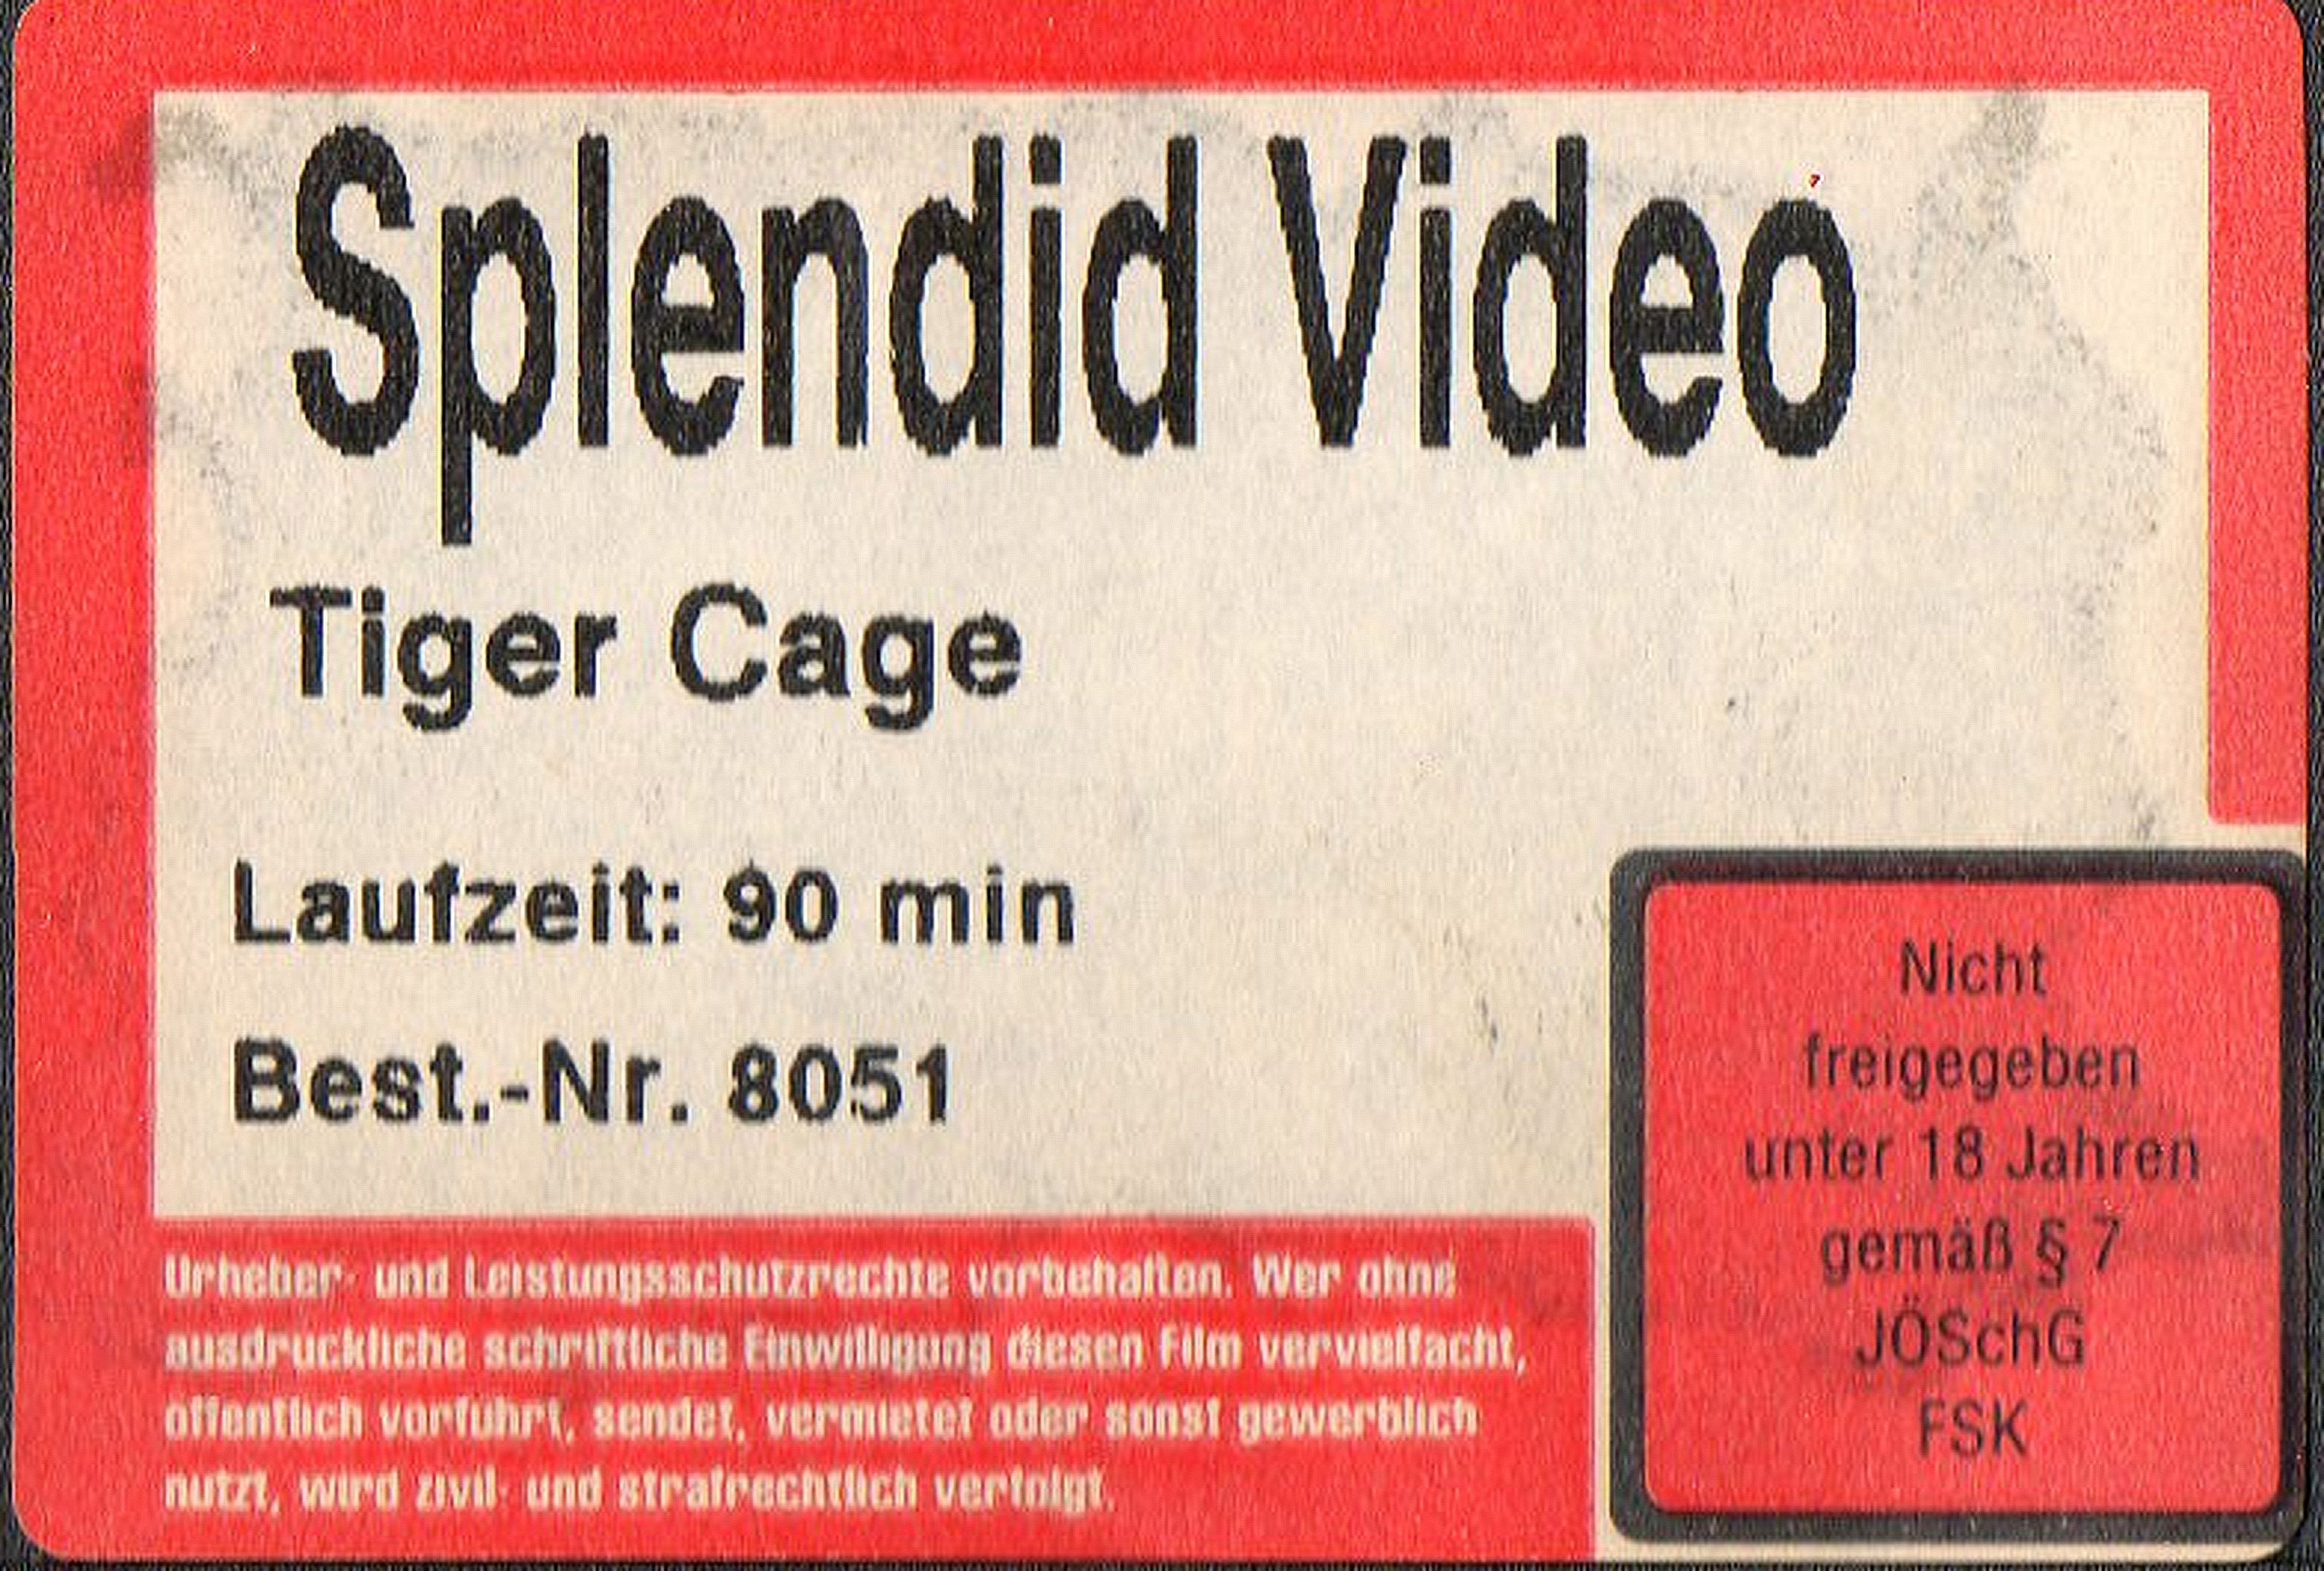 Splendid Video
Tiger Cage
Laufzeit: 90 min
Best.-Nr. 8051
Nicht
freigegeben
unter 18 Jahren
gemäß § 7
JÖSchG
FSK
Urheber- und Leistungsschutzrechte vorbehalten. Wer ohne
ausdrückliche schriftliche Einwilligung diesen Film vervielfacht,
öffentlich vorführt, sendet, vermietet oder sonst gewerblich
nutzt, wird zivil- und strafrechtlich verfolgt.